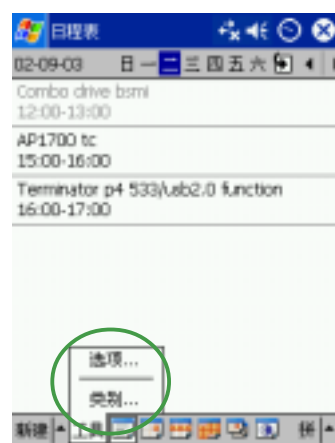 日程表
02-09-03 日 一 二 三 四 五 六
Combo drive bsmi
12:00-13:00
AP1700 tc
15:00-16:00
Terminator p4 533/usb2.0 function
16:00-17:00
选项...
类别...
新建 工具 拼